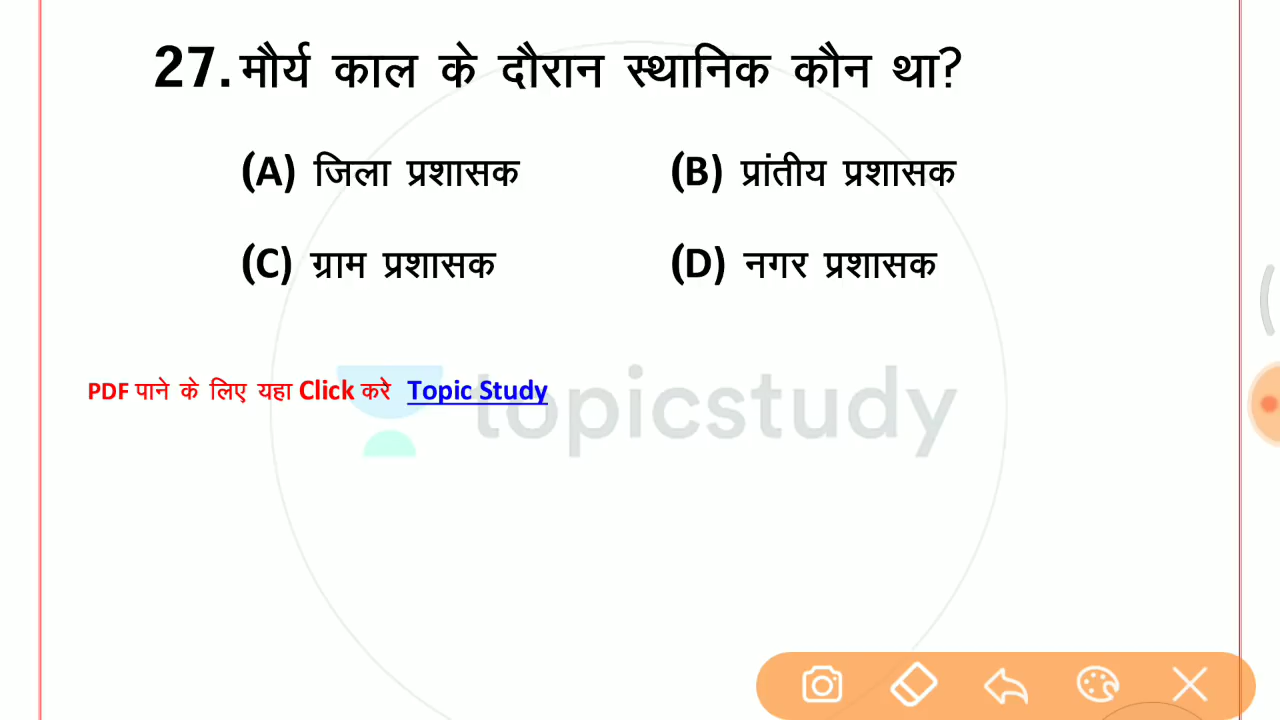 27. मौर्य काल के दौरान स्थानिक कौन था?
(A) जिला प्रशासक (B) प्रांतीय प्रशासक
(C) ग्राम प्रशासक (D) नगर प्रशासक
PDF पाने के लिए यहा Click करे Topic Study
topicstudy